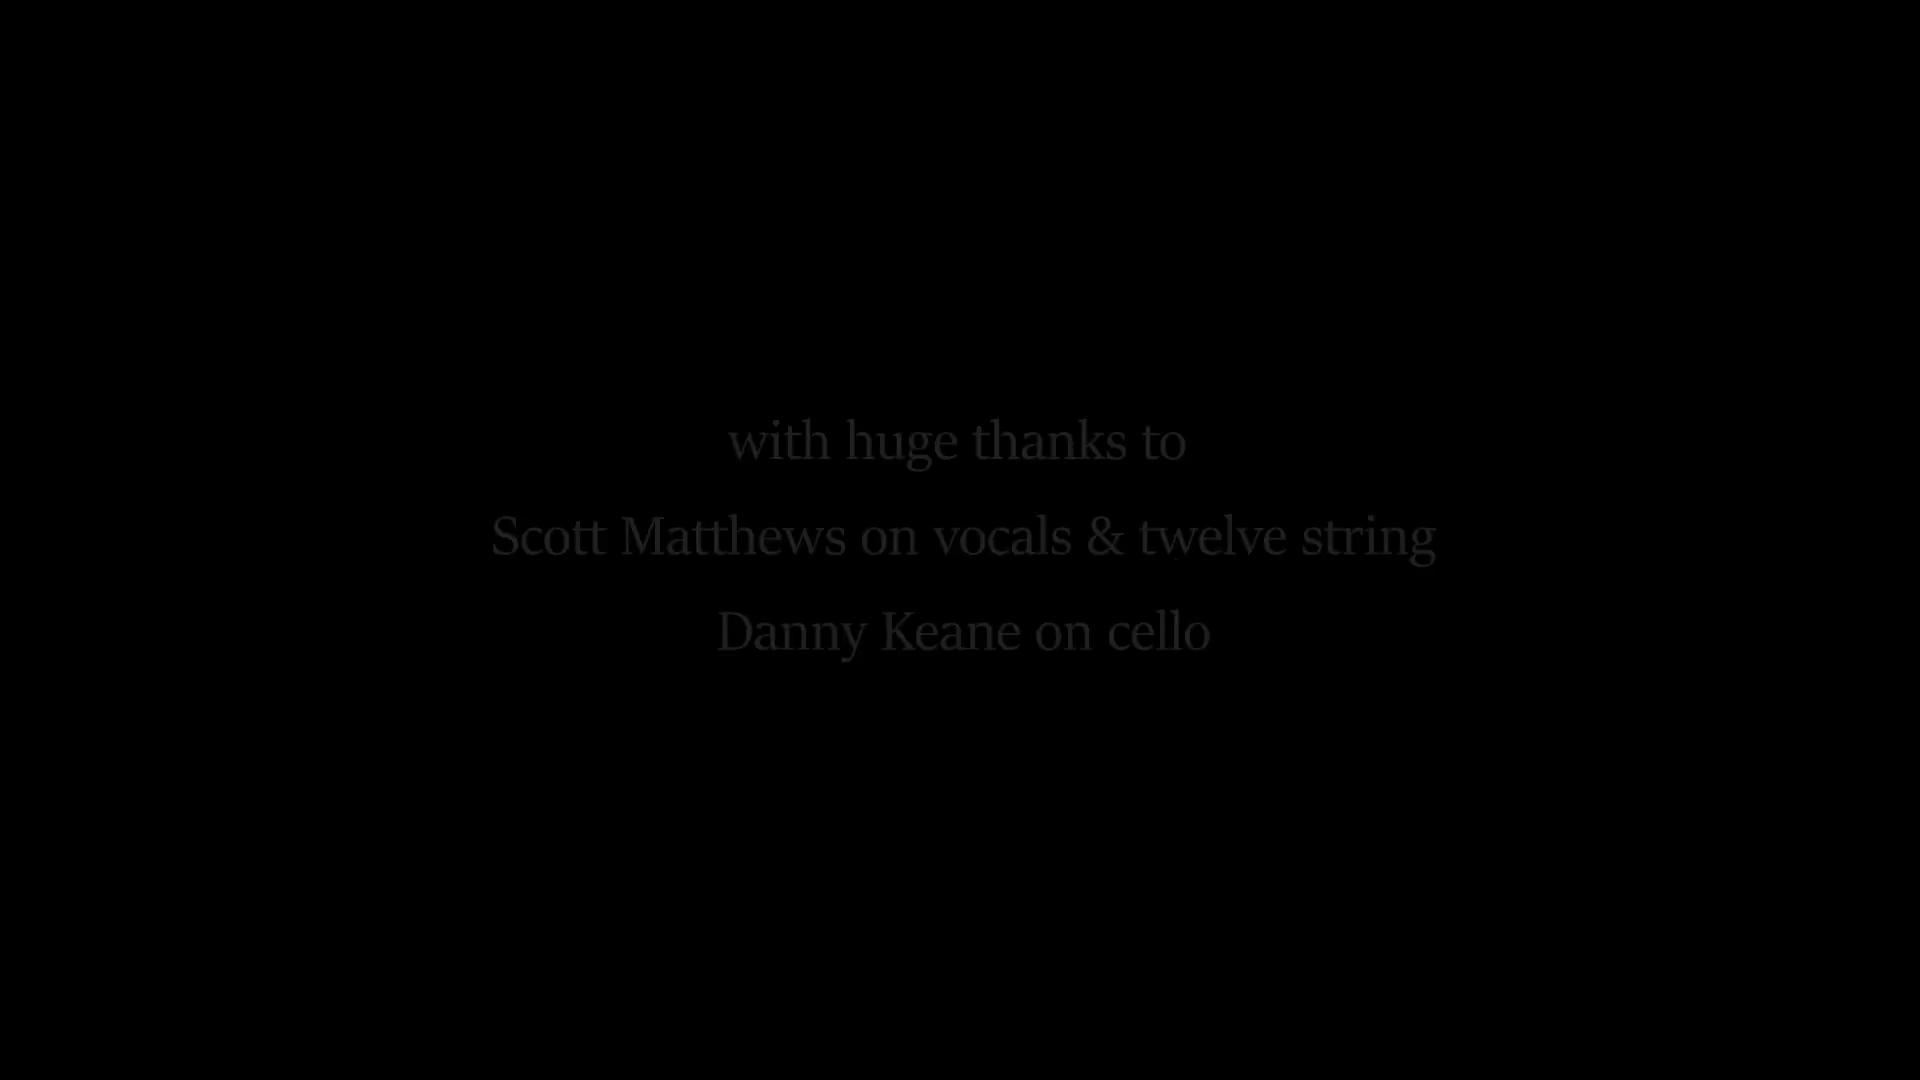 with huge thanks to
Scott Matthews on vocals & twelve string
Danny Keane on cello